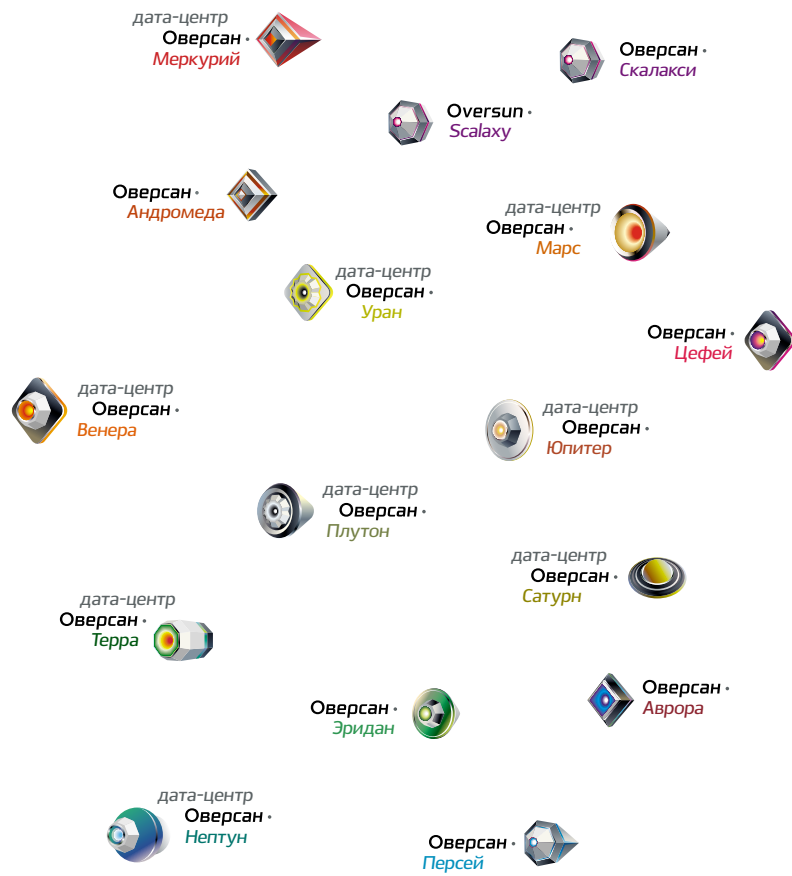 дата-центр
Оверсан •
Меркурий
Оверсан •
Скалакси
Oversun •
Scalaxy
Оверсан •
Андромеда
дата-центр
Оверсан •
Марс
дата-центр
Оверсан •
Уран
Оверсан •
Цефей
дата-центр
Оверсан •
Венера
дата-центр
Оверсан •
Юпитер
дата-центр
Оверсан •
Плутон
дата-центр
Оверсан •
Сатурн
дата-центр
Оверсан •
Терра
Оверсан •
Эридан
Оверсан •
Аврора
дата-центр
Оверсан •
Нептун
Оверсан •
Персей